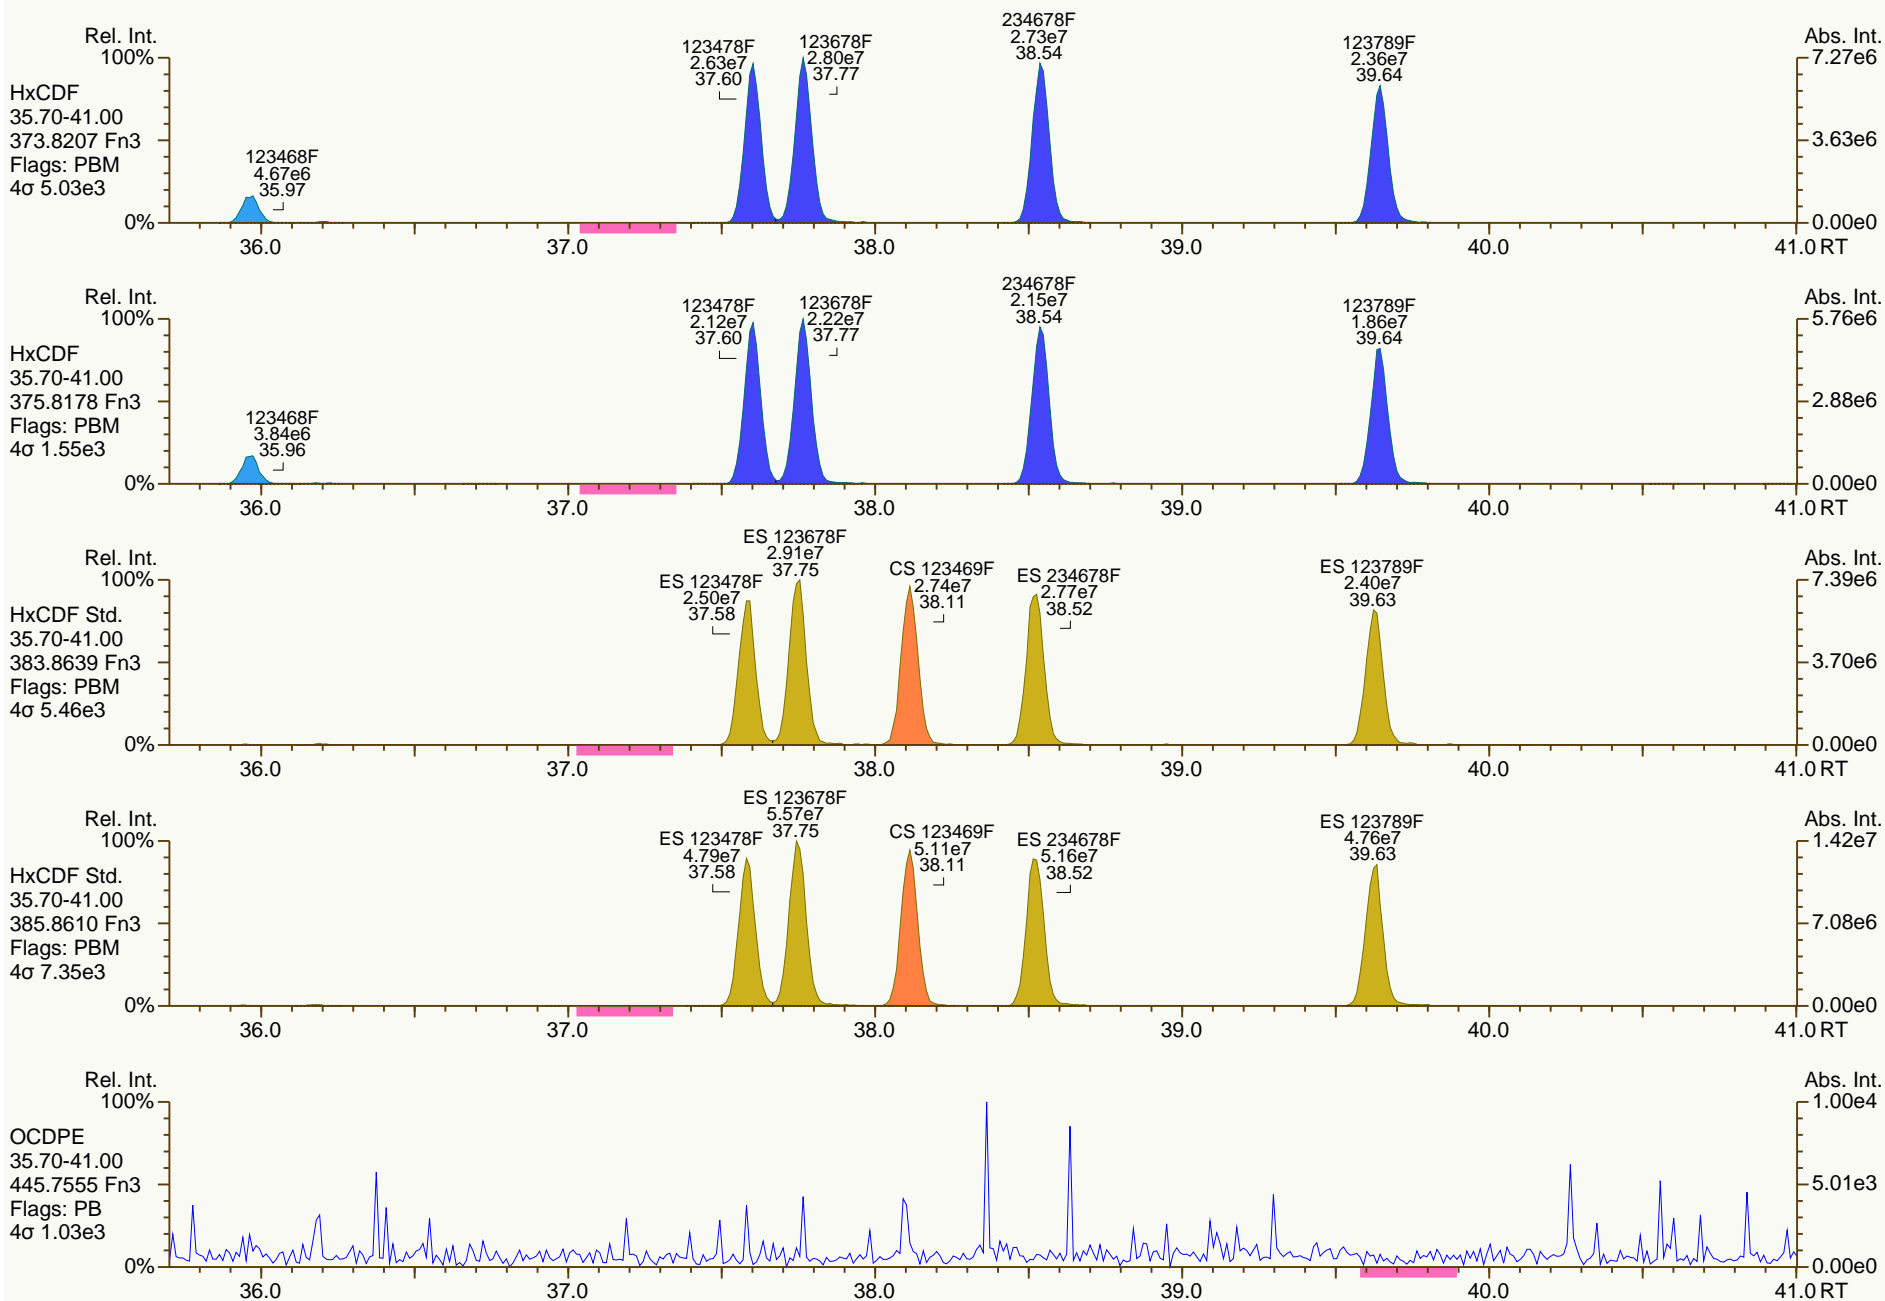 Rel. Int.
Abs. Int.
100%
7.27e6
3.63e6
0%
0.00e0
HxCDF
35.70-41.00
373.8207 Fn3
Flags: PBM
4σ 5.03e3
123468F
4.67e6
35.97
123478F
2.63e7
37.60
123678F
2.80e7
37.77
234678F
2.73e7
38.54
123789F
2.36e7
39.64
36.0
37.0
38.0
39.0
40.0
41.0 RT
Rel. Int.
Abs. Int.
100%
5.76e6
2.88e6
0%
0.00e0
HxCDF
35.70-41.00
375.8178 Fn3
Flags: PBM
4σ 1.55e3
123468F
3.84e6
35.96
123478F
2.12e7
37.60
123678F
2.22e7
37.77
234678F
2.15e7
38.54
123789F
1.86e7
39.64
36.0
37.0
38.0
39.0
40.0
41.0 RT
Rel. Int.
Abs. Int.
100%
7.39e6
3.70e6
0%
0.00e0
HxCDF Std.
35.70-41.00
383.8639 Fn3
Flags: PBM
4σ 5.46e3
ES 123478F
2.50e7
37.58
ES 123678F
2.91e7
37.75
CS 123469F
2.74e7
38.11
ES 234678F
2.77e7
38.52
ES 123789F
2.40e7
39.63
36.0
37.0
38.0
39.0
40.0
41.0 RT
Rel. Int.
Abs. Int.
100%
1.42e7
7.08e6
0%
0.00e0
HxCDF Std.
35.70-41.00
385.8610 Fn3
Flags: PBM
4σ 7.35e3
ES 123478F
4.79e7
37.58
ES 123678F
5.57e7
37.75
CS 123469F
5.11e7
38.11
ES 234678F
5.16e7
38.52
ES 123789F
4.76e7
39.63
36.0
37.0
38.0
39.0
40.0
41.0 RT
Rel. Int.
Abs. Int.
100%
1.00e4
5.01e3
0%
0.00e0
OCDPE
35.70-41.00
445.7555 Fn3
Flags: PB
4σ 1.03e3
36.0
37.0
38.0
39.0
40.0
41.0 RT